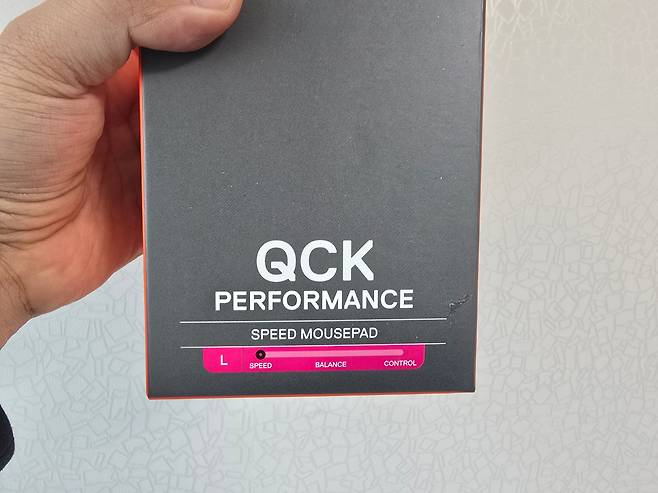 QCK
PERFORMANCE
SPEED MOUSEPAD
L SPEED BALANCE CONTROL